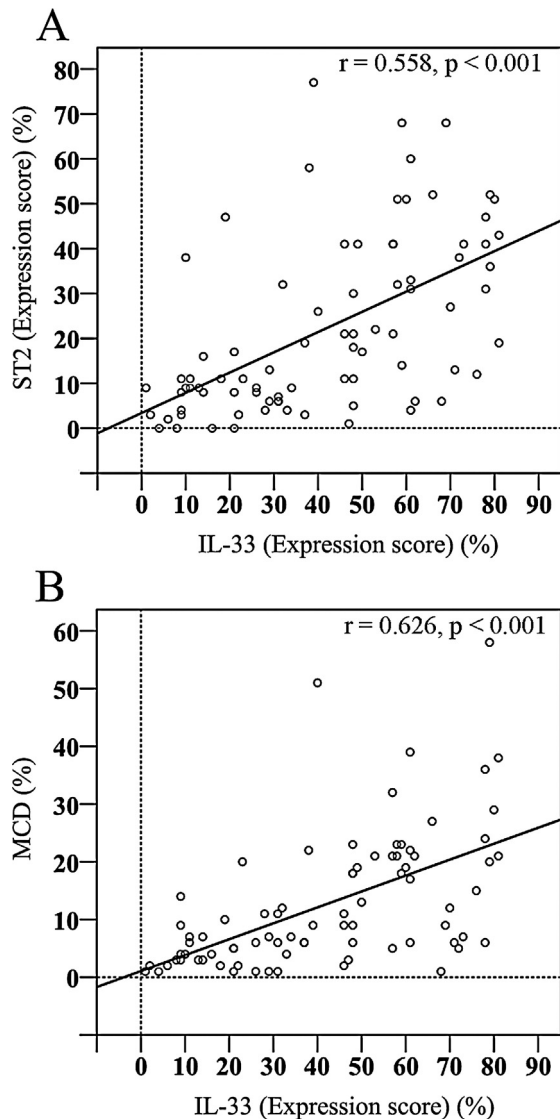 A
r = 0.558, p < 0.001
80
70
60
50
40
30
20
10
0
ST2 (Expression score) (%)
0 10 20 30 40 50 60 70 80 90
IL-33 (Expression score) (%)
B
r = 0.626, p < 0.001
60
50
40
30
20
10
0
MCD (%)
0 10 20 30 40 50 60 70 80 90
IL-33 (Expression score) (%)